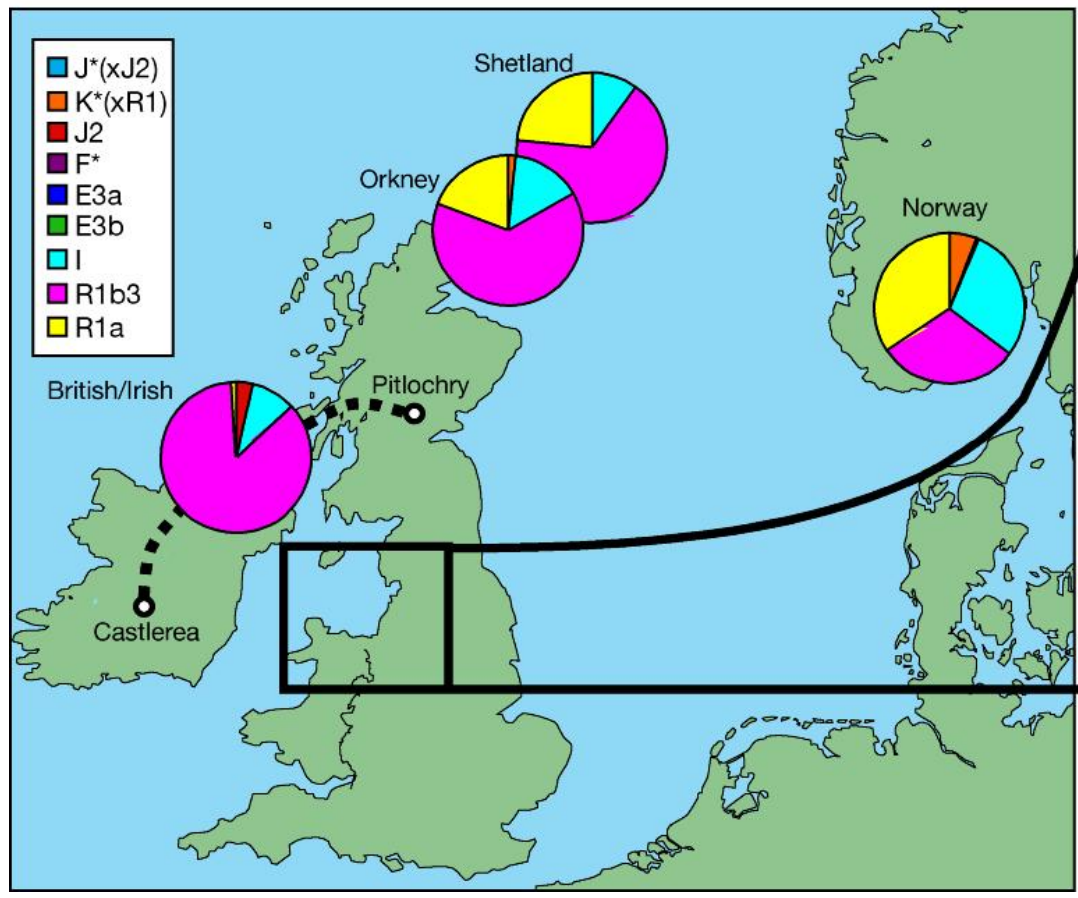 J*(xJ2)
K*(xR1)
J2
F*
E3a
E3b
I
R1b3
R1a
Shetland
Orkney
Norway
British/Irish
Pitlochry
Castlerea